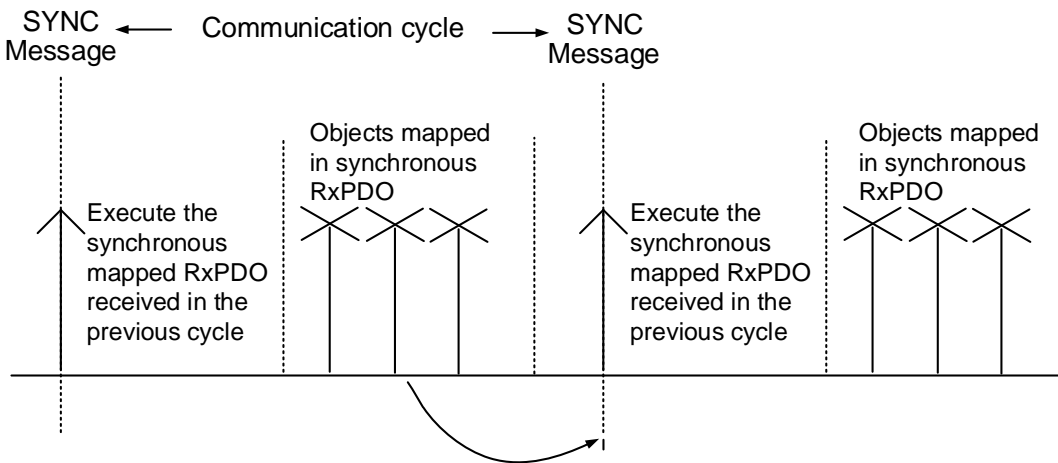 SYNC
Message
Communication cycle
SYNC
Message
Objects mapped
in synchronous
RxPDO
Objects mapped
in synchronous
RxPDO
Execute the
synchronous
mapped RxPDO
received in the
previous cycle
Execute the
synchronous
mapped RxPDO
received in the
previous cycle